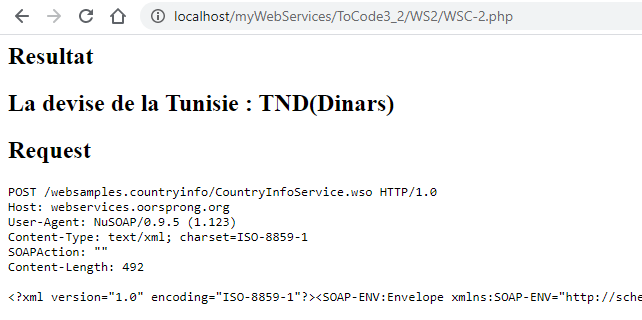 localhost/myWebServices/ToCode3_2/WS2/WSC-2.php
Resultat
La devise de la Tunisie : TND(Dinars)
Request
POST /websamples.countryinfo/CountryInfoService.wso HTTP/1.0
Host: webservices.oorsprong.org
User-Agent: NuSOAP/0.9.5 (1.123)
Content-Type: text/xml; charset=ISO-8859-1
SOAPAction: ""
Content-Length: 492
<?xml version="1.0" encoding="ISO-8859-1"?><SOAP-ENV:Envelope xmlns:SOAP-ENV="http://sche